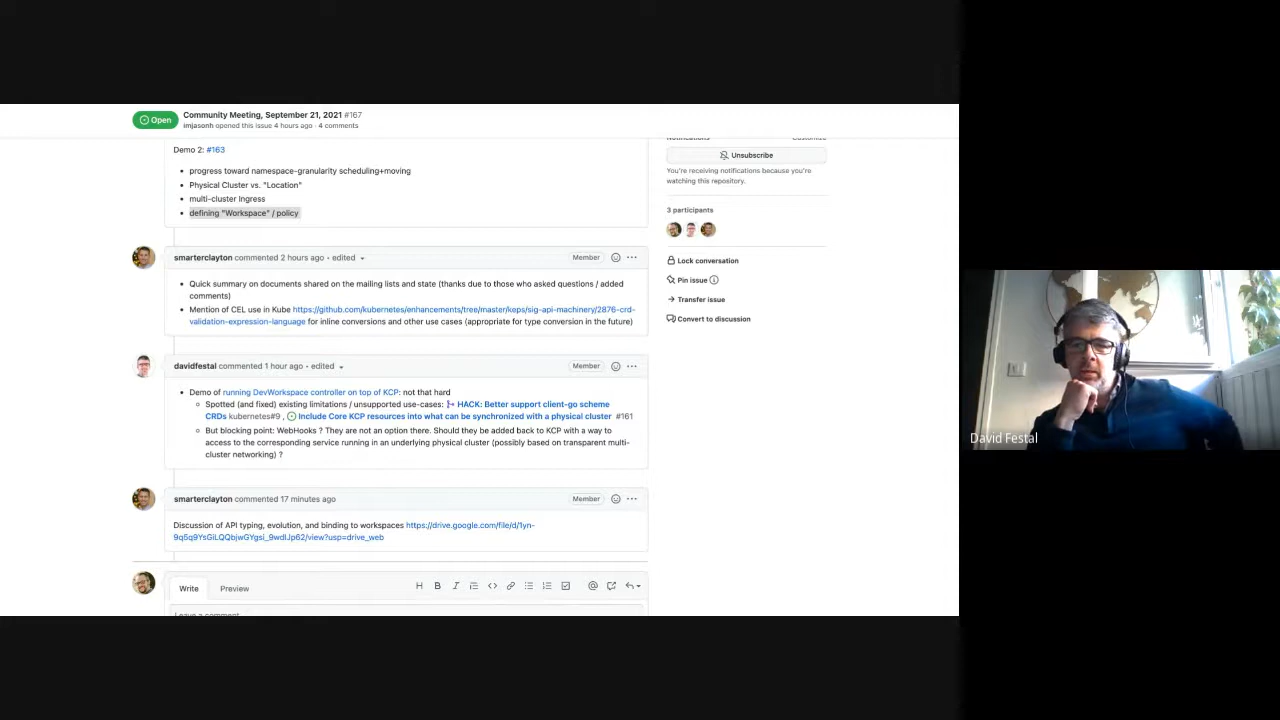 Open
Community Meeting, September 21, 2021 #167
imjasonh opened this issue 4 hours ago · 4 comments
Demo 2: #163
• progress toward namespace-granularity scheduling+moving
• Physical Cluster vs. "Location"
• multi-cluster Ingress
• defining "Workspace" / policy
smarterclayton commented 2 hours ago • edited
Member
• Quick summary on documents shared on the mailing lists and state (thanks due to those who asked questions / added
comments)
• Mention of CEL use in Kube https://github.com/kubernetes/enhancements/tree/master/keps/sig-api-machinery/2876-crd-
validation-expression-language for inline conversions and other use cases (appropriate for type conversion in the future)
davidfestal commented 1 hour ago • edited
Member
• Demo of running DevWorkspace controller on top of KCP: not that hard
◦ Spotted (and fixed) existing limitations / unsupported use-cases: HACK: Better support client-go scheme
CRDs kubernetes#9 , Include Core KCP resources into what can be synchronized with a physical cluster #161
◦ But blocking point: WebHooks ? They are not an option there. Should they be added back to KCP with a way to
access to the corresponding service running in an underlying physical cluster (possibly based on transparent multi-
cluster networking) ?
smarterclayton commented 17 minutes ago
Member
Discussion of API typing, evolution, and binding to workspaces https://drive.google.com/file/d/1yn-
9q5q9YsGiLQQbjwGYgsi_9wdlJp62/view?usp=drive_web
Write
Preview
Leave a comment
Notifications
Customize
Unsubscribe
You're receiving notifications because you're
watching this repository.
3 participants
Lock conversation
Pin issue
Transfer issue
Convert to discussion
David Festal